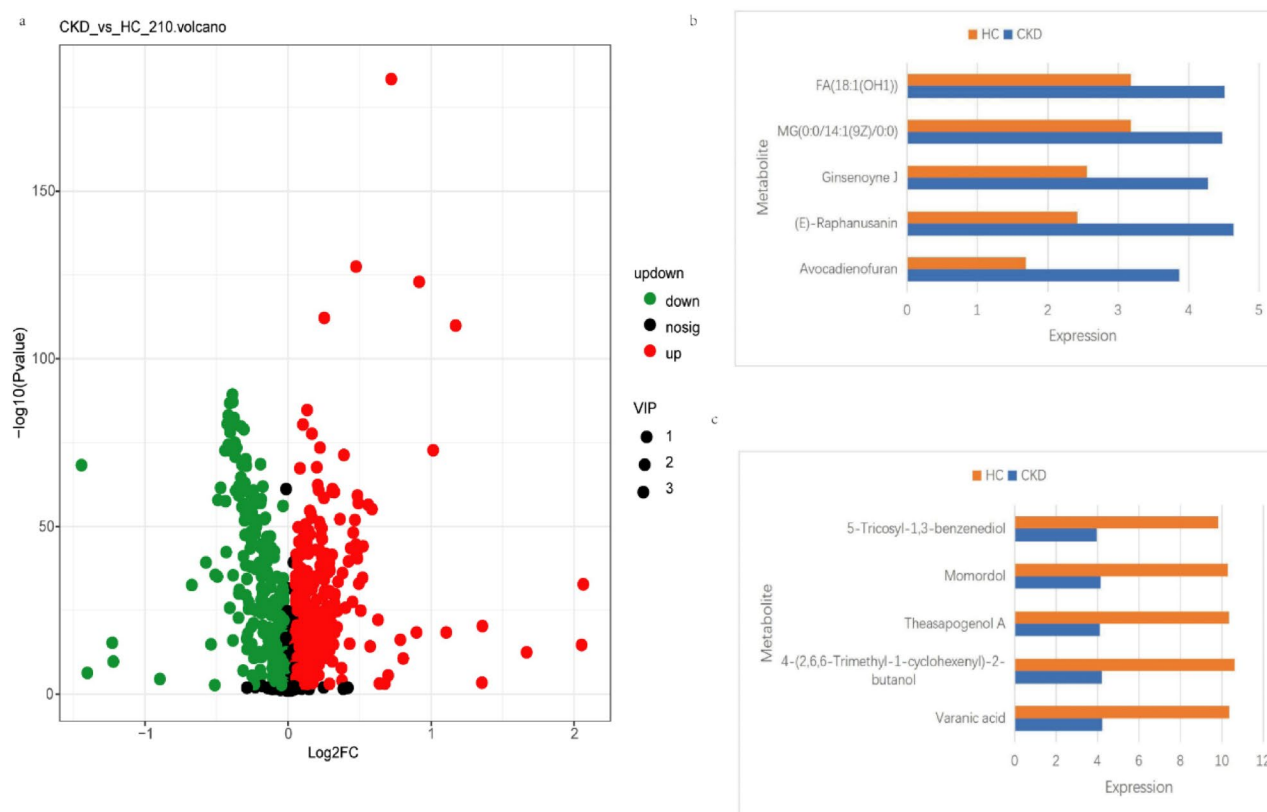 a
CKD_vs_HC_210.volcano
−log10(Pvalue)
150
100
50
0
−1
0
1
2
Log2FC
updown
down
nosig
up
VIP
1
2
3
b
HC CKD
Metabolite
FA(18:1(OH1))
MG(0:0/14:1(9Z)/0:0)
Ginsenoyne J
(E)-Raphusanin
Avocadienofuran
0 1 2 3 4 5
Expression
c
HC CKD
Metabolite
5-Tricosyl-1,3-benzenediol
Momordol
Theasapogenol A
4-(2,6,6-Trimethyl-1-cyclohexenyl)-2-
butanol
Varanic acid
0 2 4 6 8 10 12
Expression